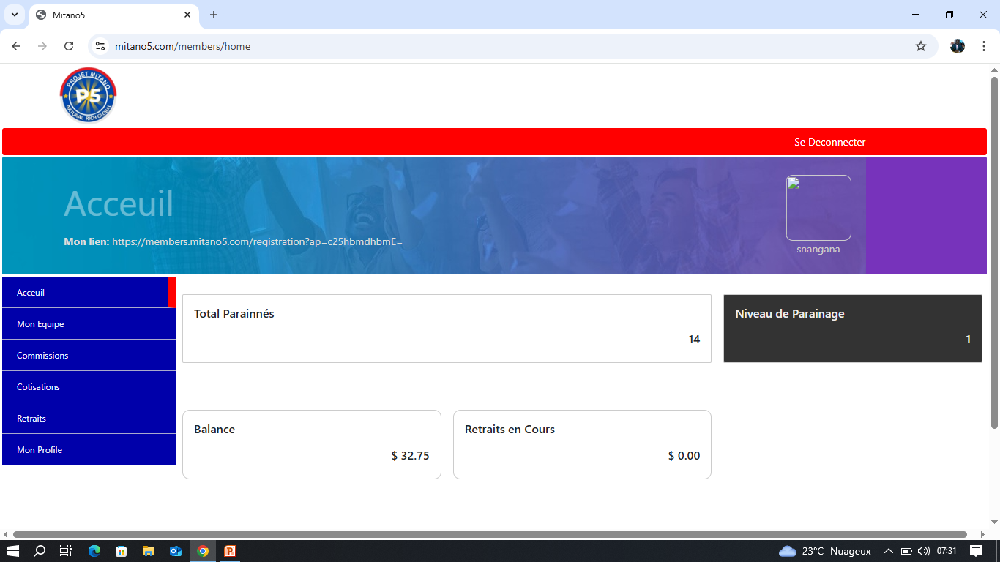 Mitano5
mitano5.com/members/home
PROJET MITANO
P5
NATURAL RICH GLOBAL
Se Deconnecter
Acceuil
Mon lien: https://members.mitano5.com/registration?ap=c25hbmdhbmE=
snangana
Acceuil
Mon Equipe
Commissions
Cotisations
Retraits
Mon Profile
Total Parainnés
14
Niveau de Parainage
1
Balance
$ 32.75
Retraits en Cours
$ 0.00
23°C Nuageux
07:31